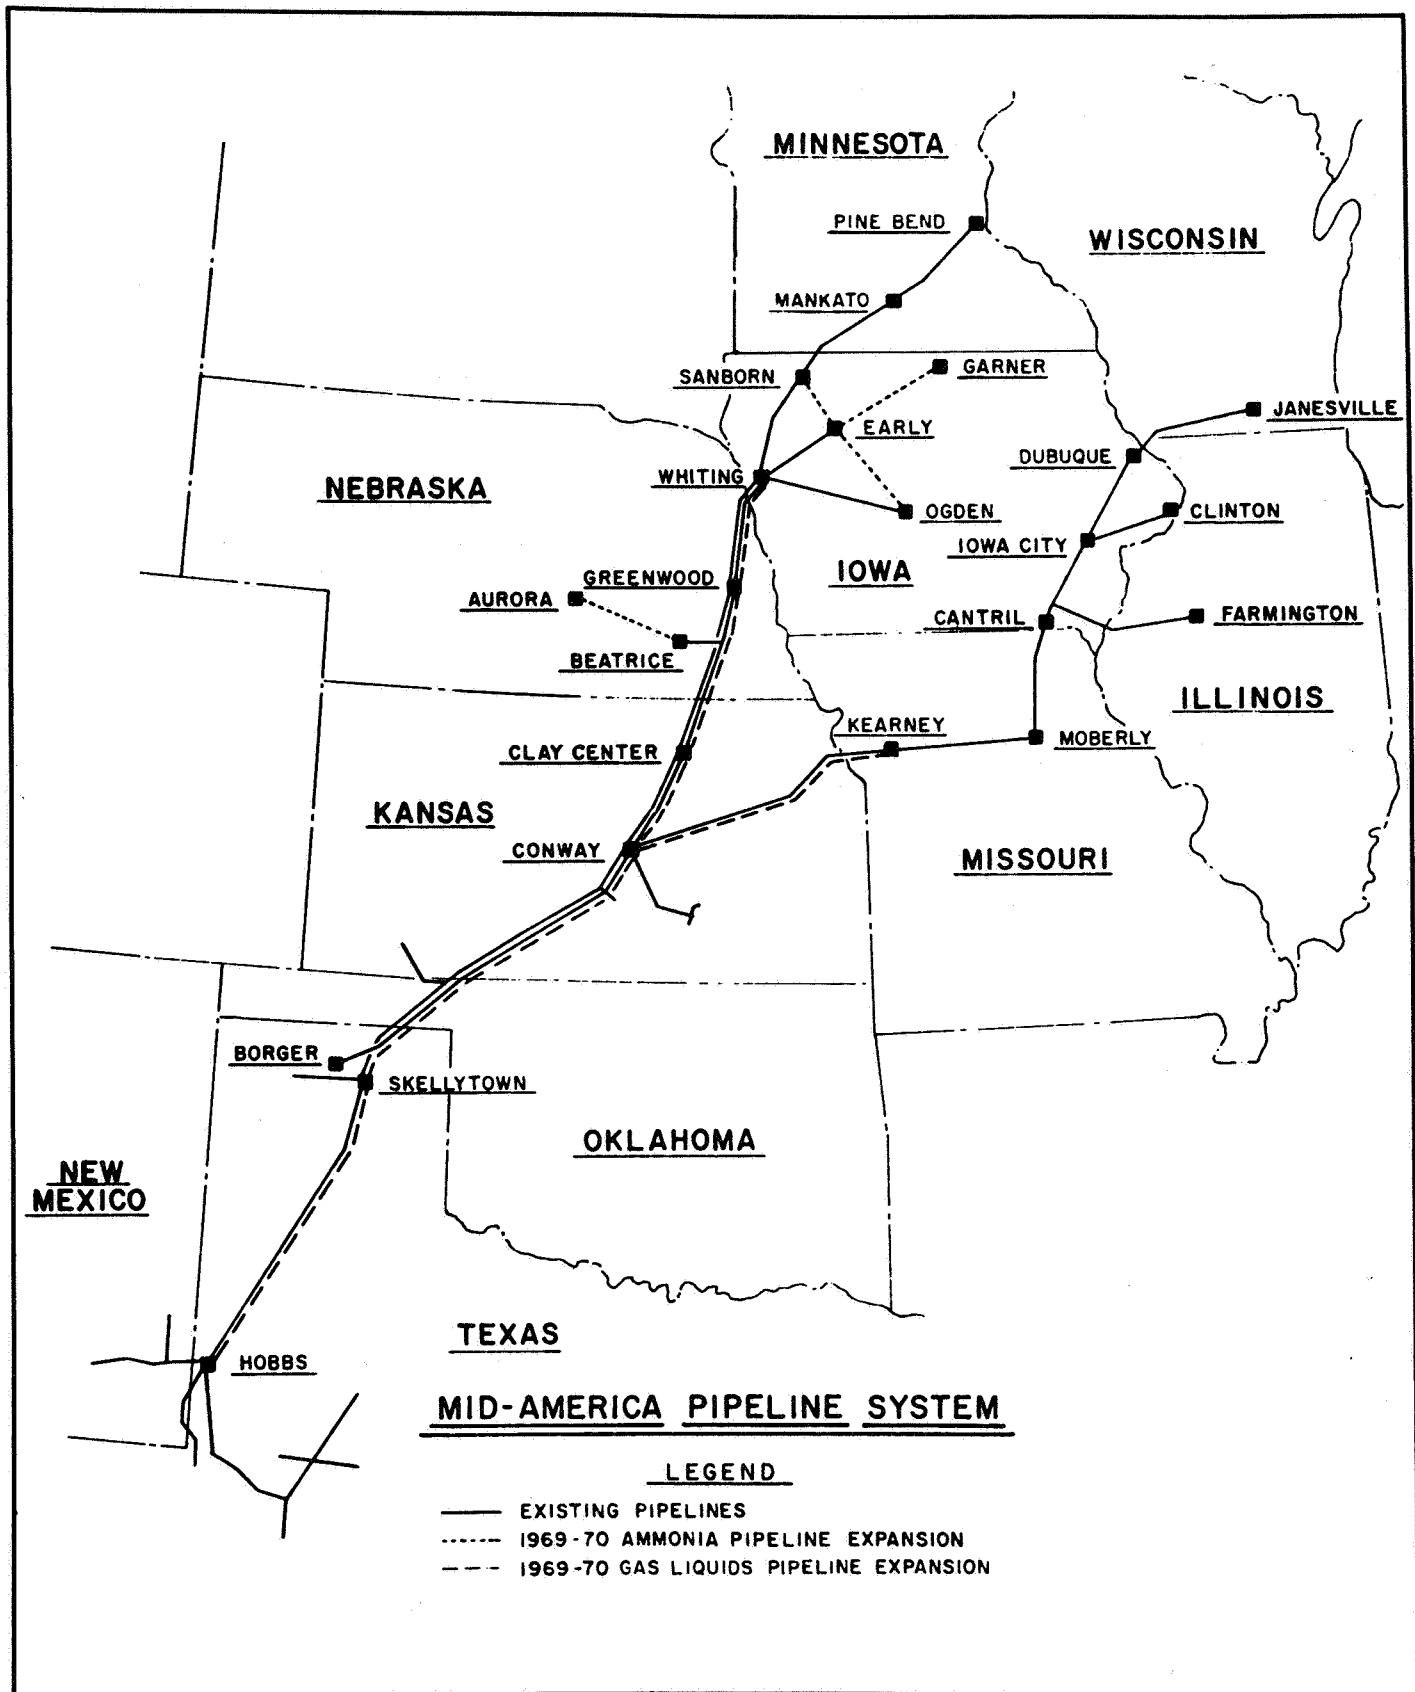 MINNESOTA
PINE BEND
WISCONSIN
MANKATO
SANBORN
GARNER
JANESVILLE
EARLY
DUBUQUE
WHITING
NEBRASKA
OGDEN
CLINTON
IOWA CITY
IOWA
GREENWOOD
AURORA
CANTRIL
FARMINGTON
BEATRICE
ILLINOIS
KEARNEY
MOBERLY
CLAY CENTER
KANSAS
CONWAY
MISSOURI
BORGER
SKELLYTOWN
OKLAHOMA
NEW
MEXICO
TEXAS
HOBBS
MID-AMERICA PIPELINE SYSTEM
LEGEND
EXISTING PIPELINES
1969-70 AMMONIA PIPELINE EXPANSION
1969-70 GAS LIQUIDS PIPELINE EXPANSION